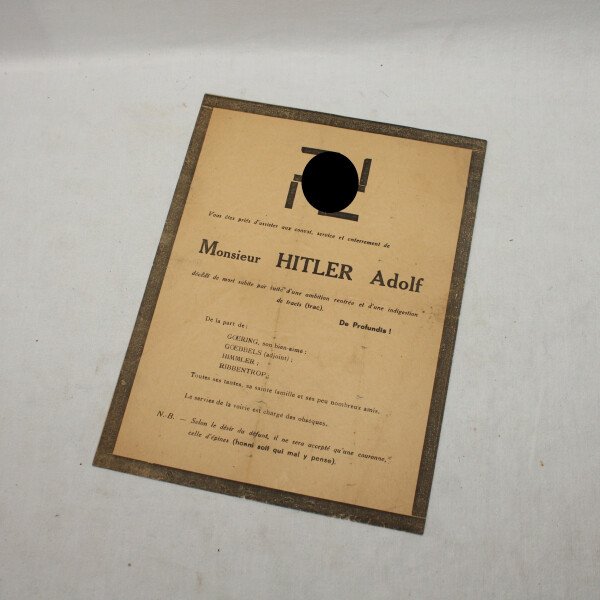 Vous êtes priés d'assister aux convoi, service et enterrement de
Monsieur HITLER Adolf
décédé de mort subite par suite d'une ambition rentrée et d'une indigestion
de tracts (trac).
De Profundis !
De la part de :
GOERING, son bien-aimé ;
GOEBBELS (adjoint) ;
HIMMLER ;
RIBBENTROP ;
Toutes ses tantes, sa sainte famille et ses peu nombreux amis.
Le service de la voirie est chargé des obsèques.
N. B. — Selon le désir du défunt, il ne sera accepté qu'une couronne,
celle d'épines (honni soit qui mal y pense).